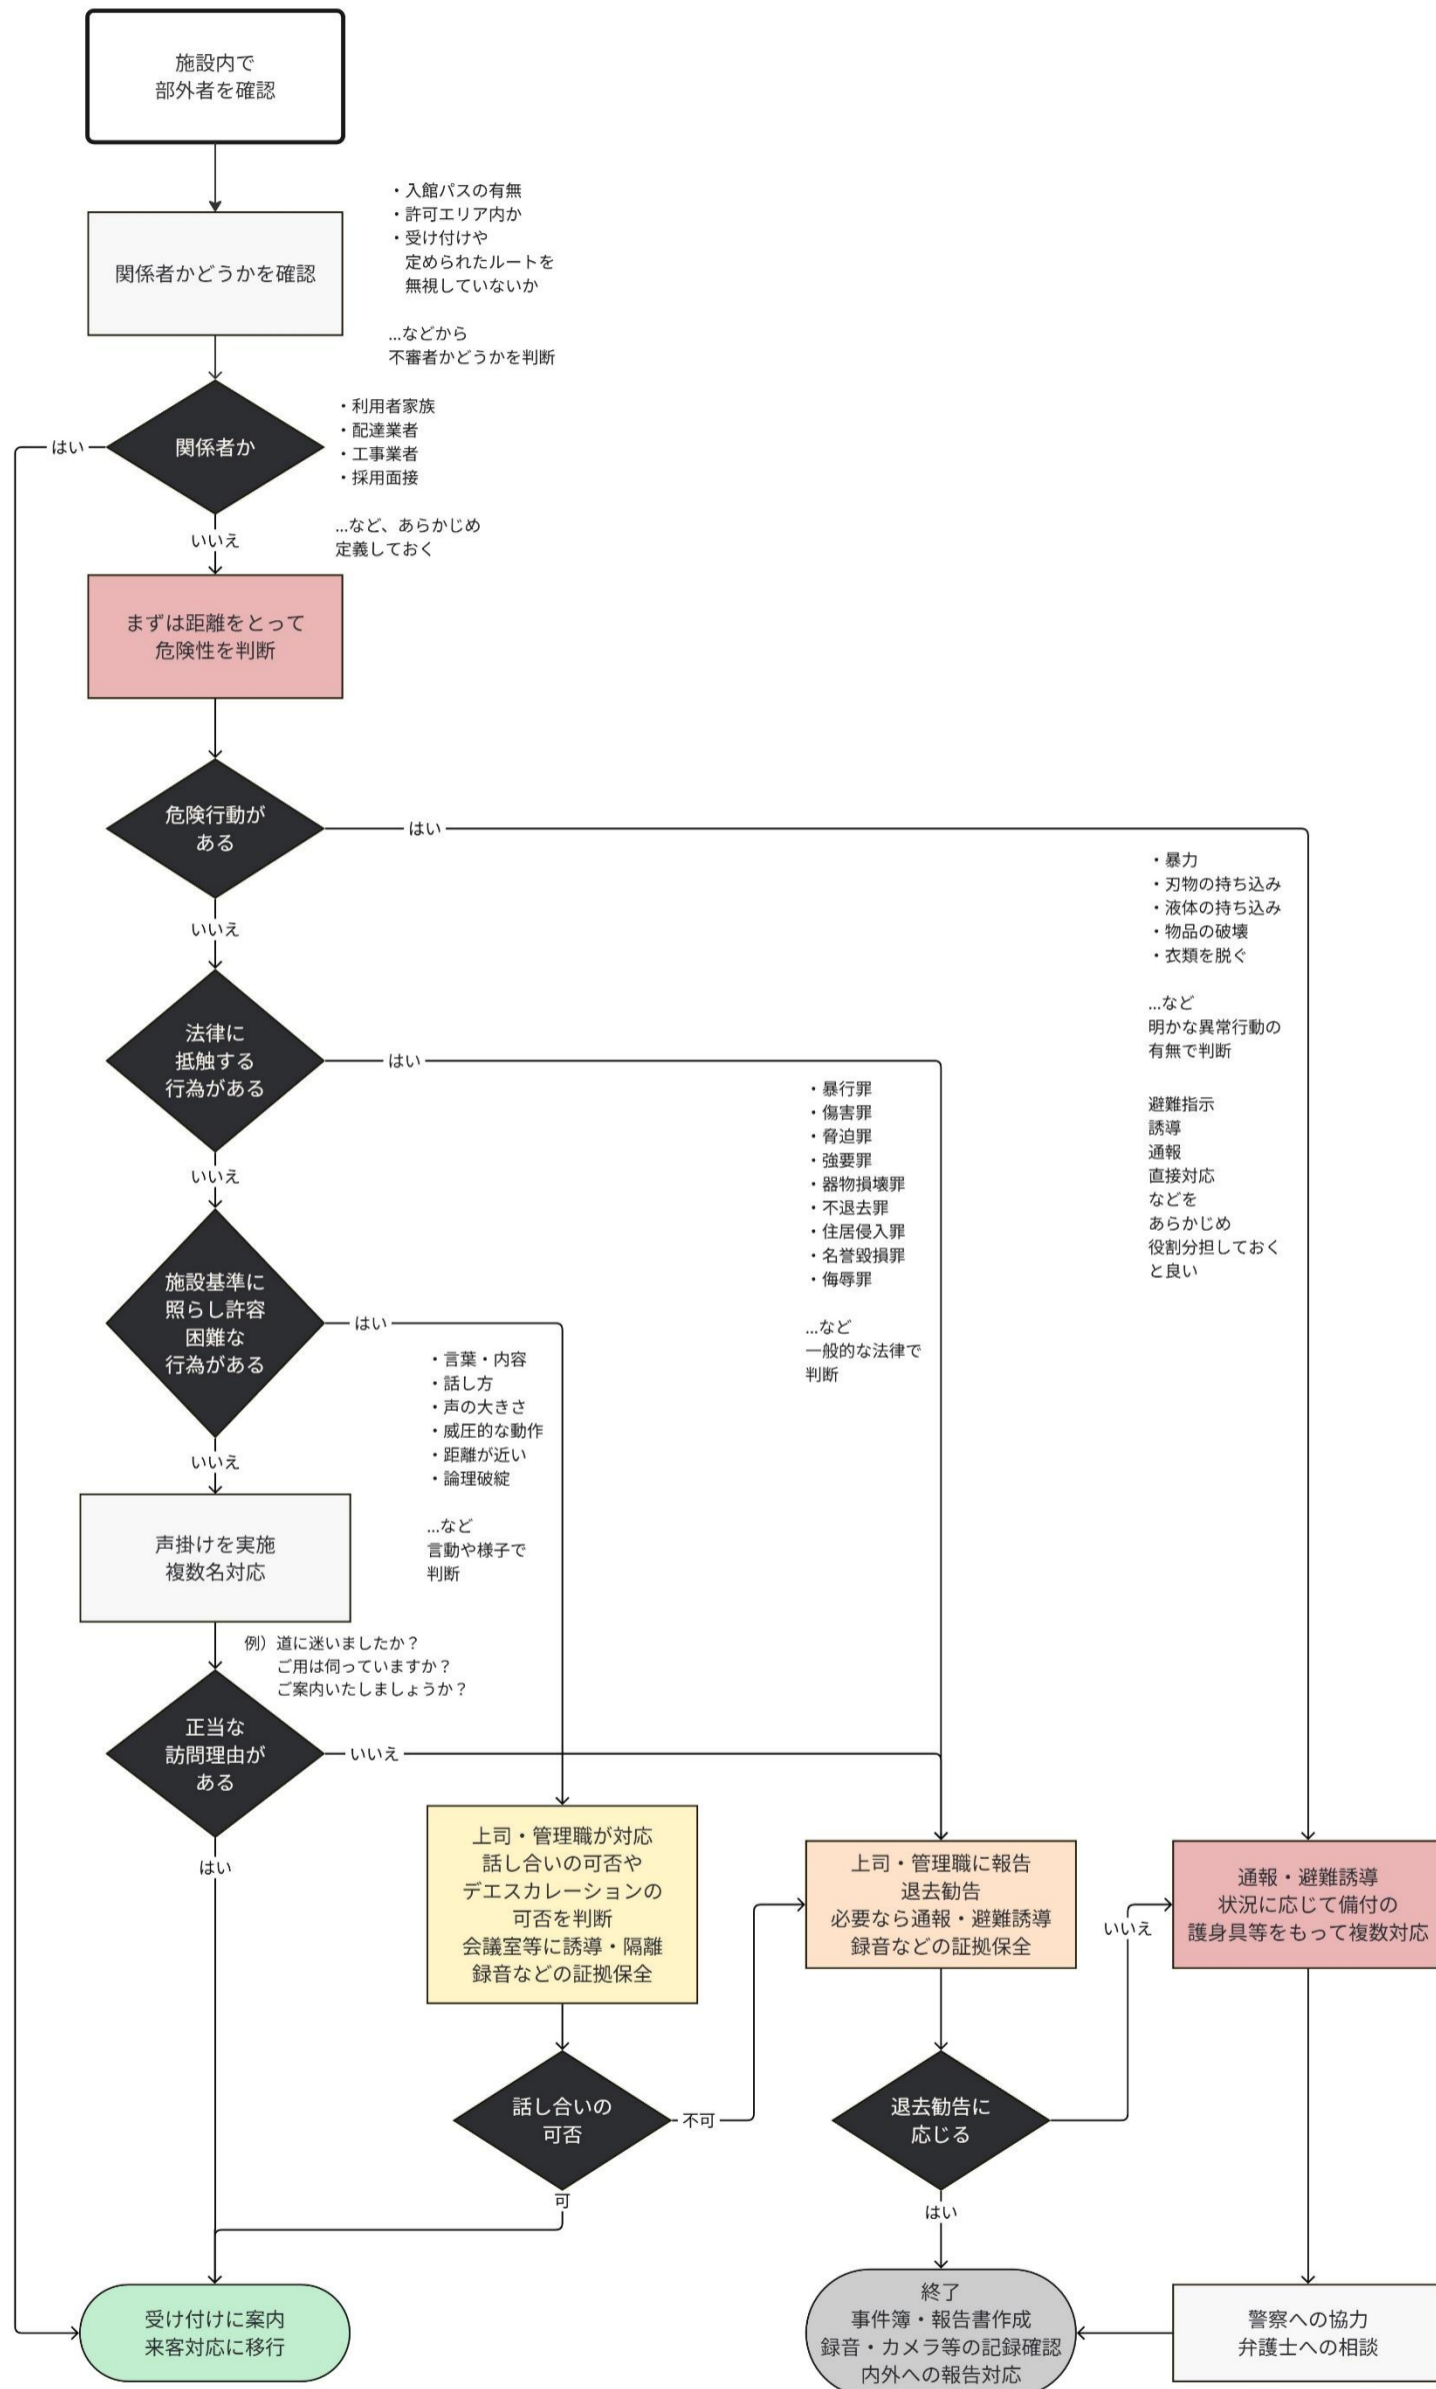 施設内で
部外者を確認
・入館パスの有無
・許可エリア内か
・受け付けや
定められたルートを
無視していないか
...などから
不審者かどうかを判断
関係者かどうかを確認
・利用者家族
・配達業者
・工事業者
・採用面接
...など、あらかじめ
定義しておく
関係者か
はい
いいえ
まずは距離をとって
危険性を判断
危険行動が
ある
はい
・暴力
・刃物の持ち込み
・液体の持ち込み
・物品の破壊
・衣類を脱ぐ
...など
明かな異常行動の
有無で判断
避難指示
誘導
通報
直接対応
などを
あらかじめ
役割分担しておく
と良い
いいえ
法律に
抵触する
行為がある
はい
・暴行罪
・傷害罪
・脅迫罪
・強要罪
・器物損壊罪
・不退去罪
・住居侵入罪
・名誉毀損罪
・侮辱罪
...など
一般的な法律で
判断
いいえ
施設基準に
照らし許容
困難な
行為がある
はい
・言葉・内容
・話し方
・声の大きさ
・威圧的な動作
・距離が近い
・論理破綻
...など
言動や様子で
判断
いいえ
声掛けを実施
複数名対応
例）道に迷いましたか？
ご用は伺っていますか？
ご案内いたしましょうか？
正当な
訪問理由が
ある
いいえ
はい
上司・管理職が対応
話し合いの可否や
デエスカレーションの
可否を判断
会議室等に誘導・隔離
録音などの証拠保全
上司・管理職に報告
退去勧告
必要なら通報・避難誘導
録音などの証拠保全
いいえ
通報・避難誘導
状況に応じて備付の
護身具等をもって複数対応
話し合いの
可否
不可
可
退去勧告に
応じる
はい
受け付けに案内
来客対応に移行
終了
事件簿・報告書作成
録音・カメラ等の記録確認
内外への報告対応
警察への協力
弁護士への相談